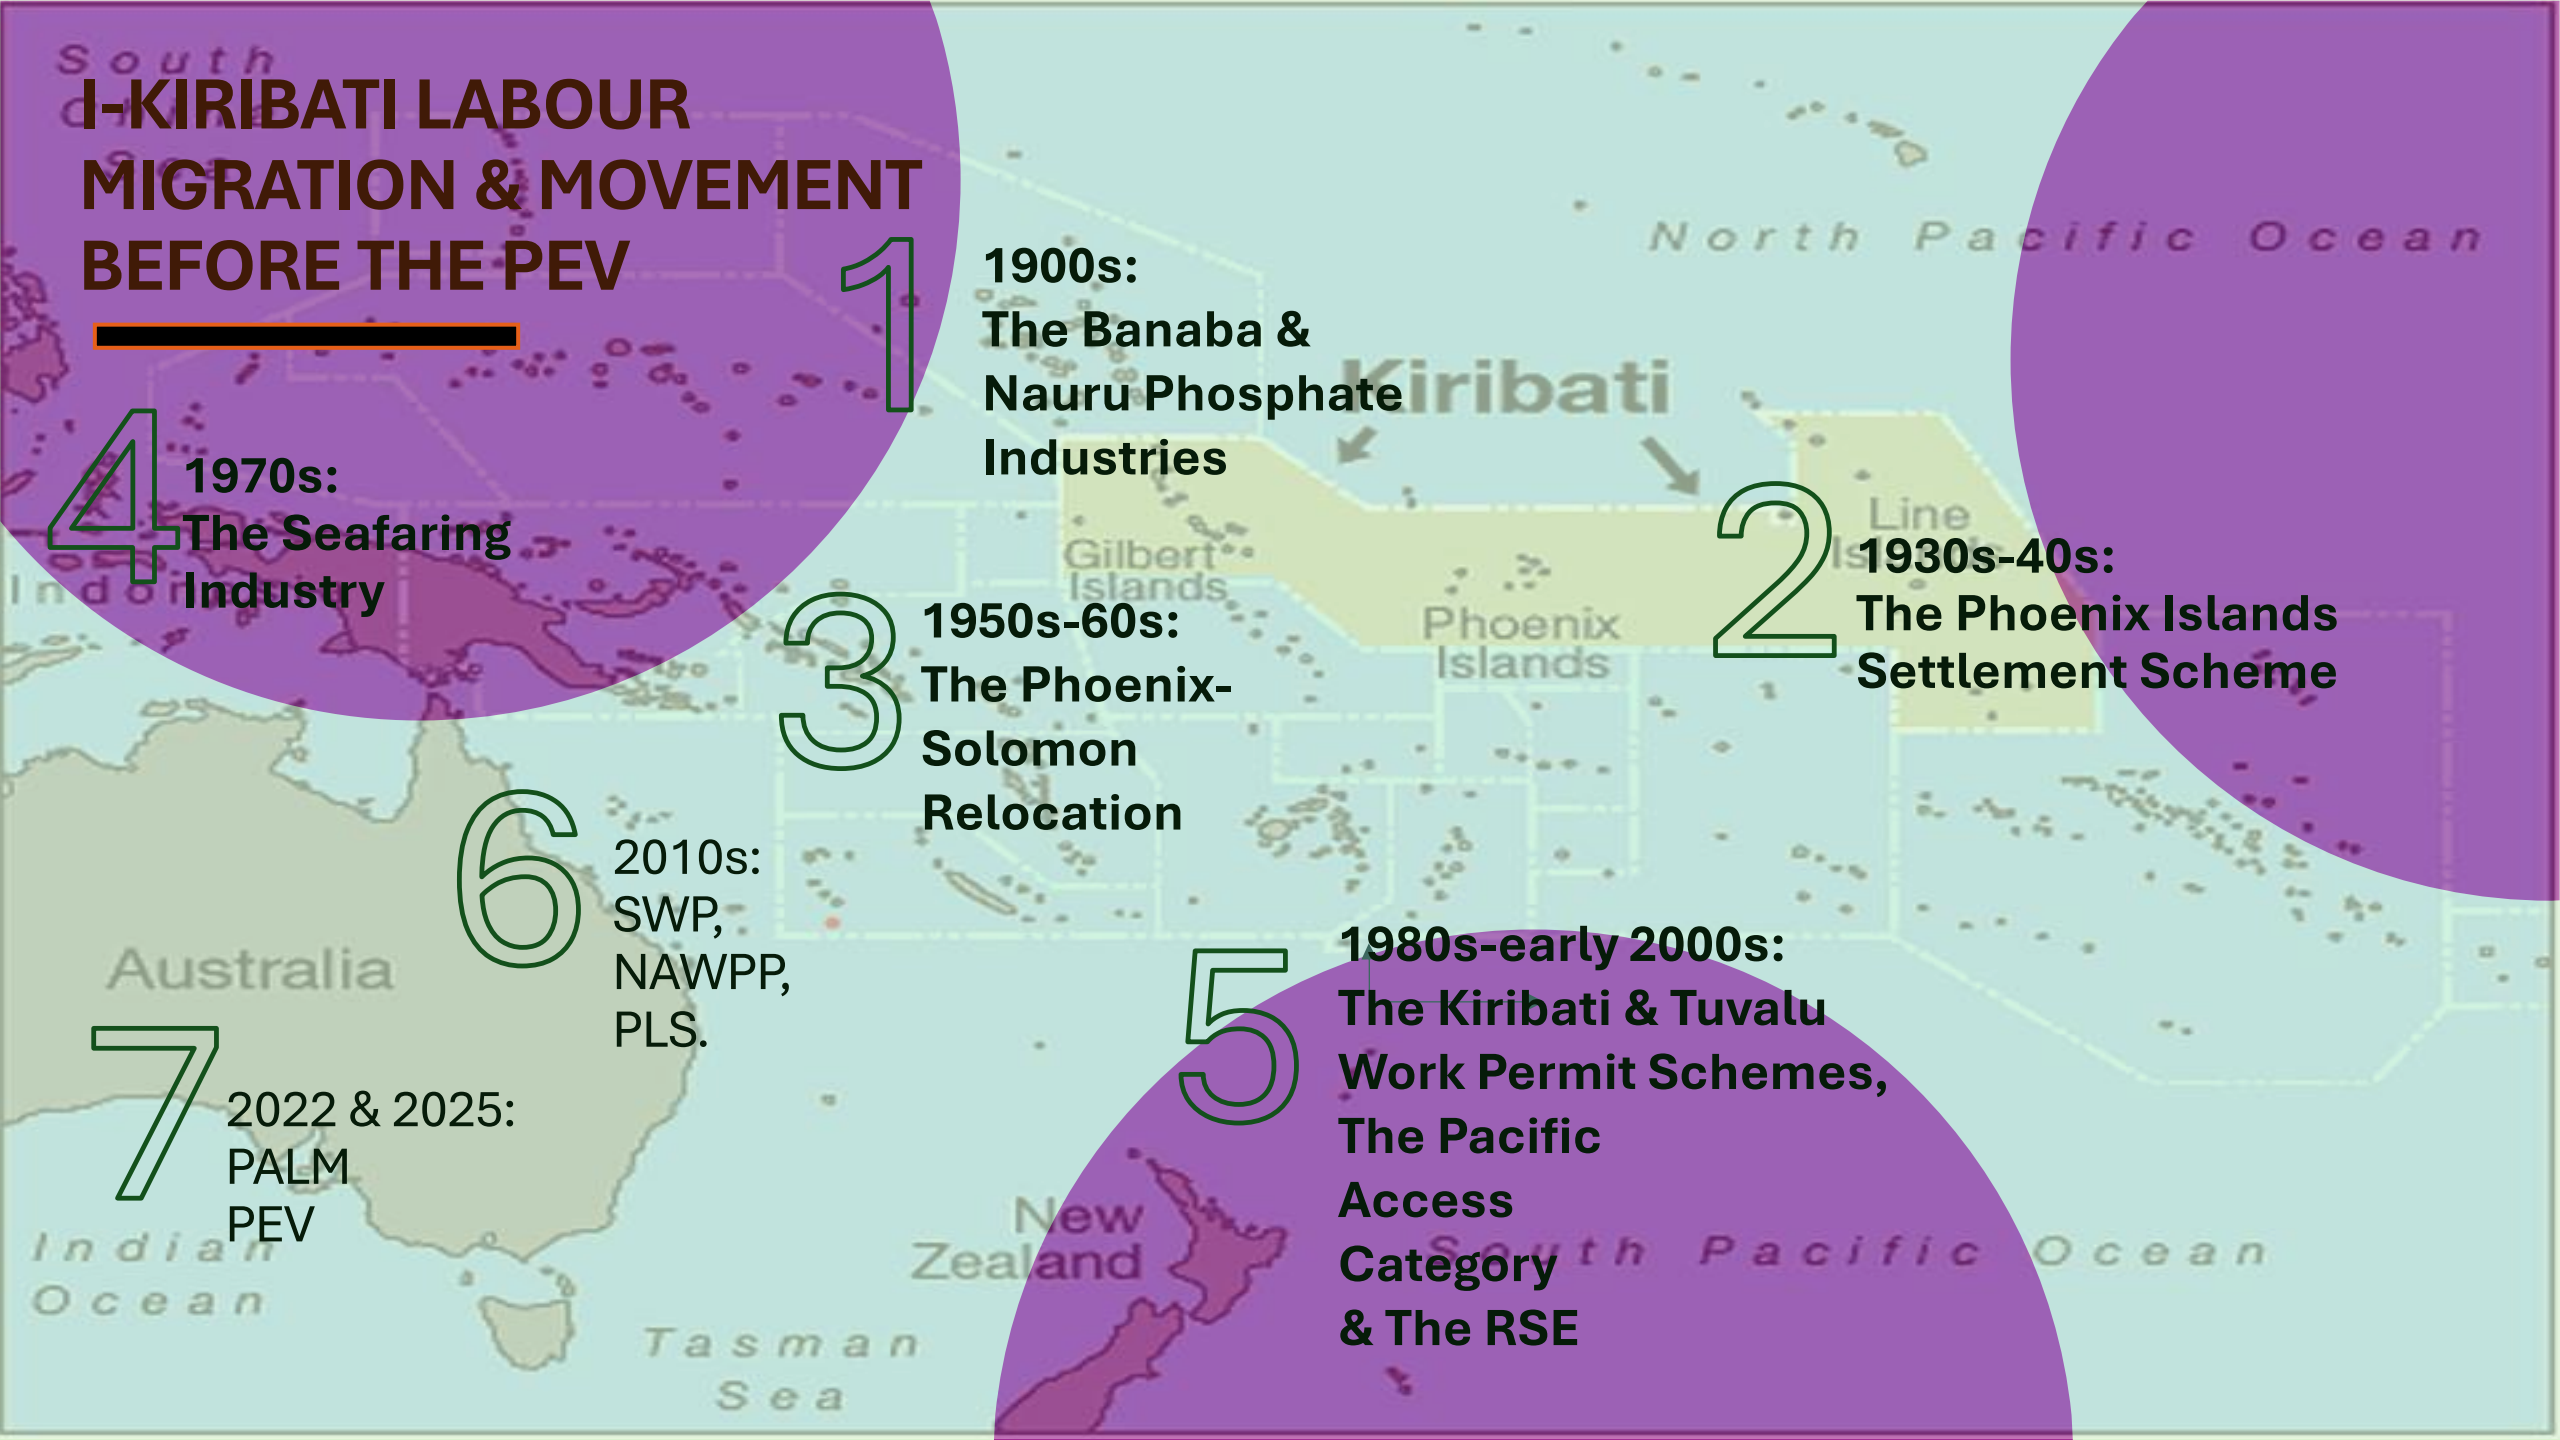 South
China
Sea
I-KIRIBATI LABOUR
MIGRATION & MOVEMENT
BEFORE THE PEV
North Pacific Ocean
1
1900s:
The Banaba &
Nauru Phosphate
Industries
Kiribati
2
1930s-40s:
The Phoenix Islands
Settlement Scheme
Line
Islands
Gilbert
Islands
Phoenix
Islands
3
1950s-60s:
The Phoenix-
Solomon
Relocation
4
1970s:
The Seafaring
Industry
5
1980s-early 2000s:
The Kiribati & Tuvalu
Work Permit Schemes,
The Pacific
Access
Category
& The RSE
6
2010s:
SWP,
NAWPP,
PLS.
7
2022 & 2025:
PALM
PEV
Australia
New
Zealand
Indian
Ocean
Tasman
Sea
South Pacific Ocean